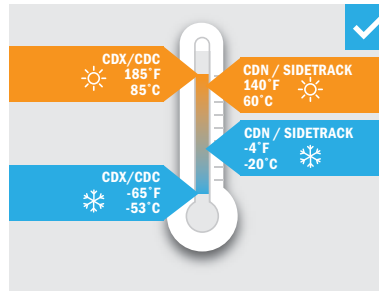 CDX/CDC
185˚F
85˚C
CDN / SIDETRACK
140˚F
60˚C
CDN / SIDETRACK
-4˚F
-20˚C
CDX/CDC
-65˚F
-53˚C